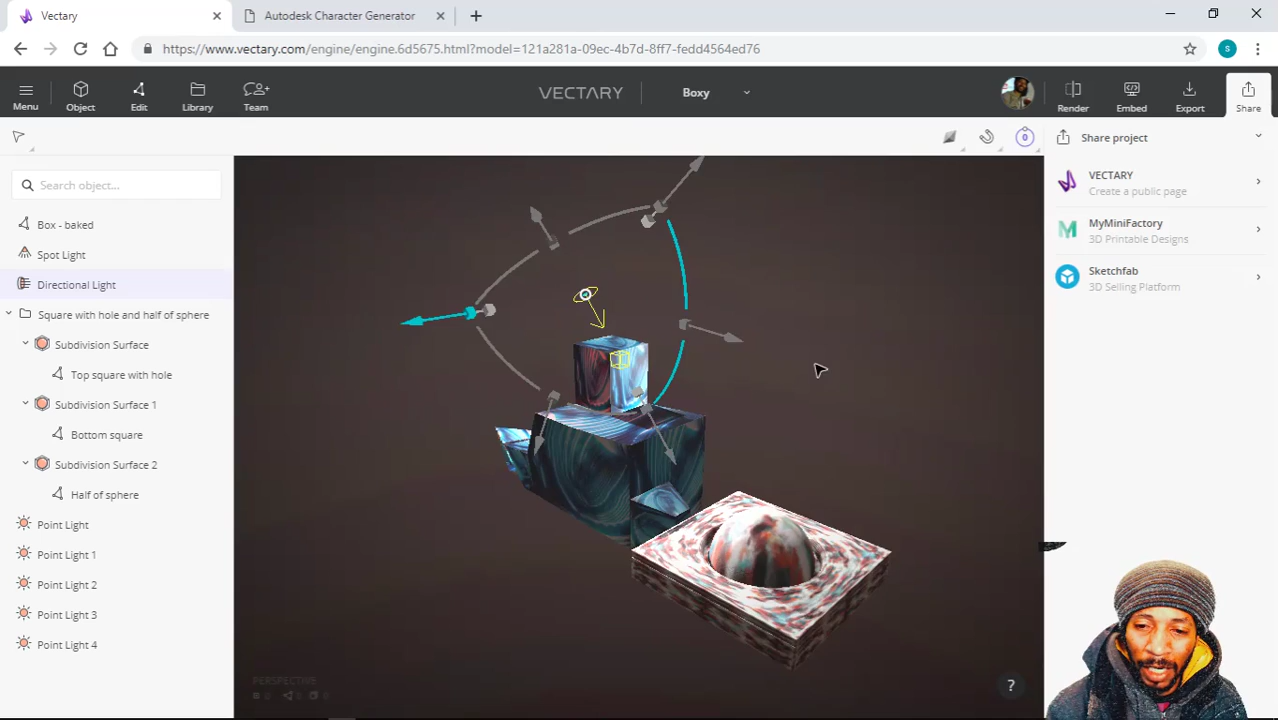 Vectary
Autodesk Character Generator
https://www.vectary.com/engine/engine.6d5675.html?model=121a281a-09ec-4b7d-8ff7-fedd4564ed76
S
Menu
Object
Edit
Library
Team
VECTARY
Boxy
Render
Embed
Export
Share
0
Share project
Search object...
VECTARY
Create a public page
Box - baked
MyMiniFactory
3D Printable Designs
Spot Light
Directional Light
Sketchfab
3D Selling Platform
Square with hole and half of sphere
Subdivision Surface
Top square with hole
Subdivision Surface 1
Bottom square
Subdivision Surface 2
Half of sphere
Point Light
Point Light 1
Point Light 2
Point Light 3
Point Light 4
PERSPECTIVE
?